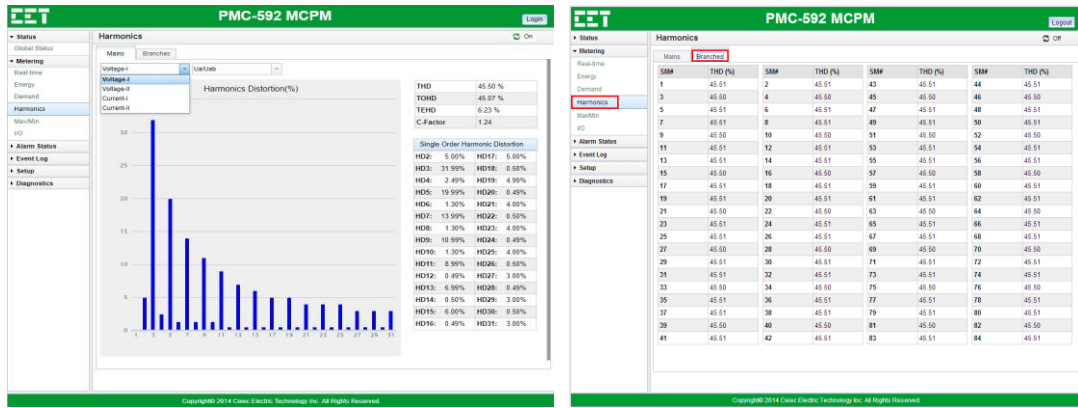 CET
PMC-592 MCPM
Login
Status
Global Status
Metering
Real-time
Energy
Demand
Harmonics
Max/Min
I/O
Alarm Status
Event Log
Setup
Diagnostics
Harmonics
On
Mains Branches
Voltage-I Ua/Uab
Voltage-I
Voltage-II
Current-I
Current-II
Harmonics Distortion(%)
30
25
20
15
10
5
0
1 3 5 7 9 11 13 15 17 19 21 23 25 27 29 31
THD 45.50 %
TOHD 45.07 %
TEHD 6.23 %
C-Factor 1.24
Single Order Harmonic Distortion
HD2: 5.00% HD17: 5.00%
HD3: 31.99% HD18: 0.50%
HD4: 2.49% HD19: 4.99%
HD5: 19.99% HD20: 0.49%
HD6: 1.30% HD21: 4.00%
HD7: 13.99% HD22: 0.50%
HD8: 1.30% HD23: 4.00%
HD9: 10.99% HD24: 0.49%
HD10: 1.30% HD25: 4.00%
HD11: 8.99% HD26: 0.50%
HD12: 0.49% HD27: 3.00%
HD13: 6.99% HD28: 0.49%
HD14: 0.50% HD29: 3.00%
HD15: 6.00% HD30: 0.50%
HD16: 0.49% HD31: 3.00%
Copyright© 2014 Ceiec Electric Technology Inc. All Rights Reserved.
CET
PMC-592 MCPM
Logout
Status
Metering
Real-time
Energy
Demand
Harmonics
Max/Min
I/O
Alarm Status
Event Log
Setup
Diagnostics
Harmonics
Off
Mains Branches
SM# THD (%) SM# THD (%) SM# THD (%) SM# THD (%)
1 45.51 2 45.51 43 45.51 44 45.51
3 45.50 4 45.50 45 45.50 46 45.50
5 45.51 6 45.51 47 45.51 48 45.51
7 45.51 8 45.51 49 45.51 50 45.51
9 45.50 10 45.50 51 45.50 52 45.50
11 45.51 12 45.51 53 45.51 54 45.51
13 45.51 14 45.51 55 45.51 56 45.51
15 45.50 16 45.50 57 45.50 58 45.50
17 45.51 18 45.51 59 45.51 60 45.51
19 45.51 20 45.51 61 45.51 62 45.51
21 45.50 22 45.50 63 45.50 64 45.50
23 45.51 24 45.51 65 45.51 66 45.51
25 45.51 26 45.51 67 45.51 68 45.51
27 45.50 28 45.50 69 45.50 70 45.50
29 45.51 30 45.51 71 45.51 72 45.51
31 45.51 32 45.51 73 45.51 74 45.51
33 45.50 34 45.50 75 45.50 76 45.50
35 45.51 36 45.51 77 45.51 78 45.51
37 45.51 38 45.51 79 45.51 80 45.51
39 45.50 40 45.50 81 45.50 82 45.50
41 45.51 42 45.51 83 45.51 84 45.51
Copyright© 2014 Ceiec Electric Technology Inc. All Rights Reserved.